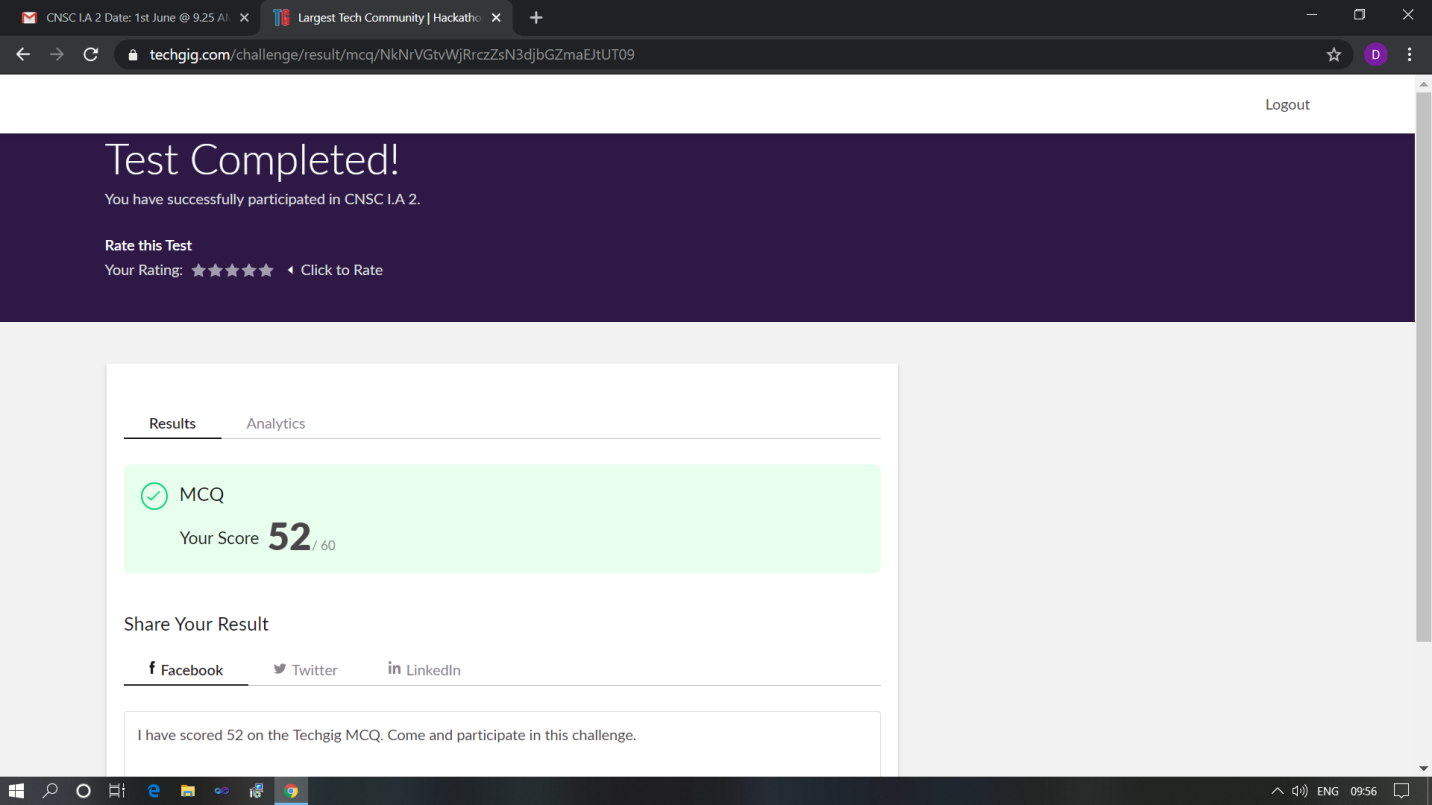 CNSC I.A 2 Date: 1st June @ 9.25 AM
Largest Tech Community | Hackatho
techgig.com/challenge/result/mcq/NkNrVGtvWjRrczZsN3djbGZmaEJtUT09
D
Logout
Test Completed!
You have successfully participated in CNSC I.A 2.
Rate this Test
Your Rating: Click to Rate
Results Analytics
MCQ
Your Score 52 / 60
Share Your Result
f Facebook Twitter in LinkedIn
I have scored 52 on the Techgig MCQ. Come and participate in this challenge.
ENG 09:56